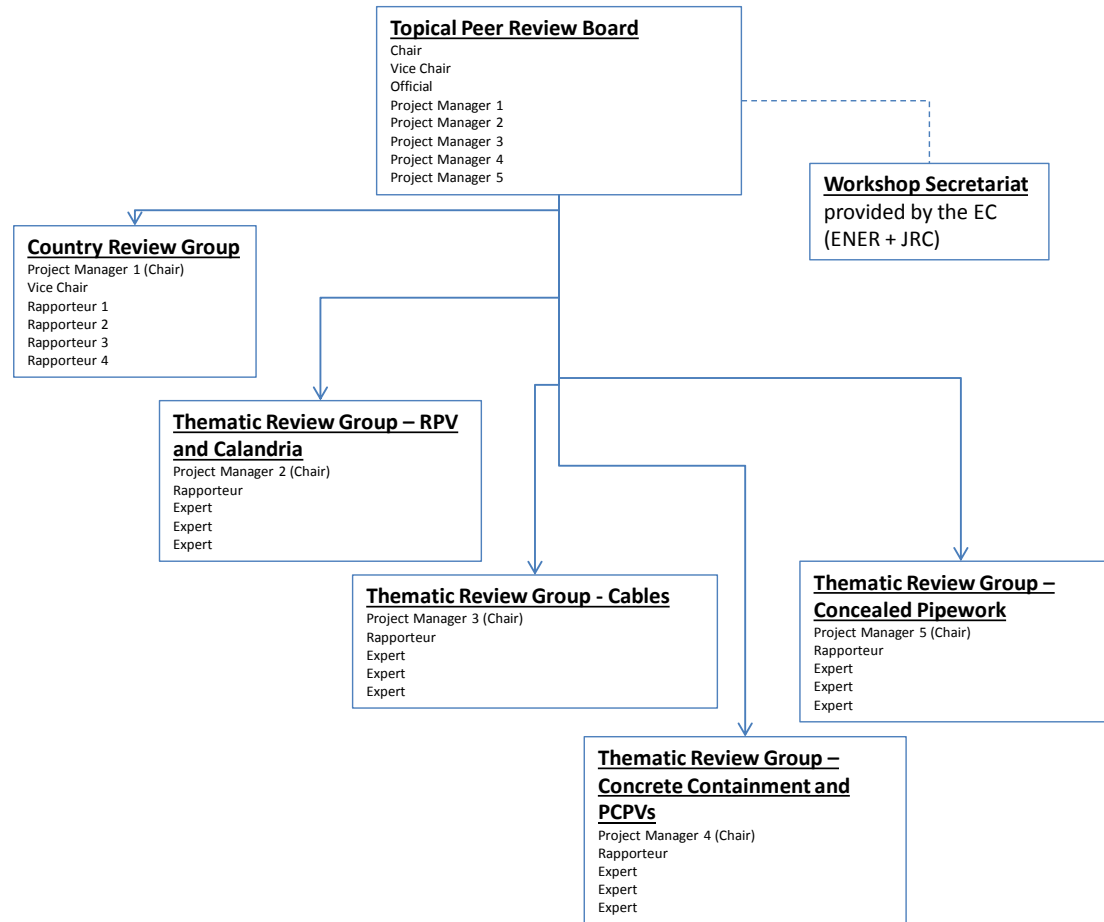 Topical Peer Review Board
Chair
Vice Chair
Official
Project Manager 1
Project Manager 2
Project Manager 3
Project Manager 4
Project Manager 5
Workshop Secretariat
provided by the EC
(ENER + JRC)
Country Review Group
Project Manager 1 (Chair)
Vice Chair
Rapporteur 1
Rapporteur 2
Rapporteur 3
Rapporteur 4
Thematic Review Group – RPV
and Calandria
Project Manager 2 (Chair)
Rapporteur
Expert
Expert
Expert
Thematic Review Group - Cables
Project Manager 3 (Chair)
Rapporteur
Expert
Expert
Expert
Thematic Review Group –
Concealed Pipework
Project Manager 5 (Chair)
Rapporteur
Expert
Expert
Expert
Thematic Review Group –
Concrete Containment and
PCPVs
Project Manager 4 (Chair)
Rapporteur
Expert
Expert
Expert